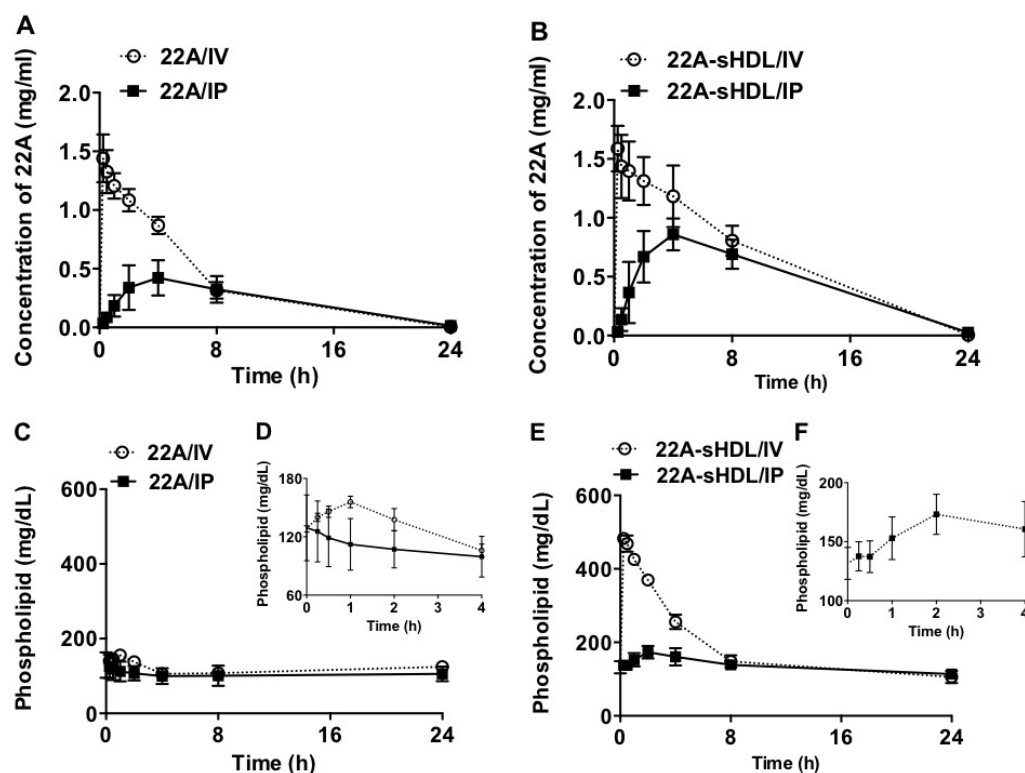 A
22A/IV
22A/IP
Concentration of 22A (mg/ml)
2.0
1.5
1.0
0.5
0.0
0
8
16
24
Time (h)
B
22A-sHDL/IV
22A-sHDL/IP
Concentration of 22A (mg/ml)
2.0
1.5
1.0
0.5
0.0
0
8
16
24
Time (h)
C
22A/IV
22A/IP
Phospholipid (mg/dL)
600
400
200
0
0
8
16
24
Time (h)
D
Phospholipid (mg/dL)
180
120
60
0
1
2
3
4
Time (h)
E
22A-sHDL/IV
22A-sHDL/IP
Phospholipid (mg/dL)
600
400
200
0
0
8
16
24
Time (h)
F
Phospholipid (mg/dL)
200
150
100
0
1
2
3
4
Time (h)